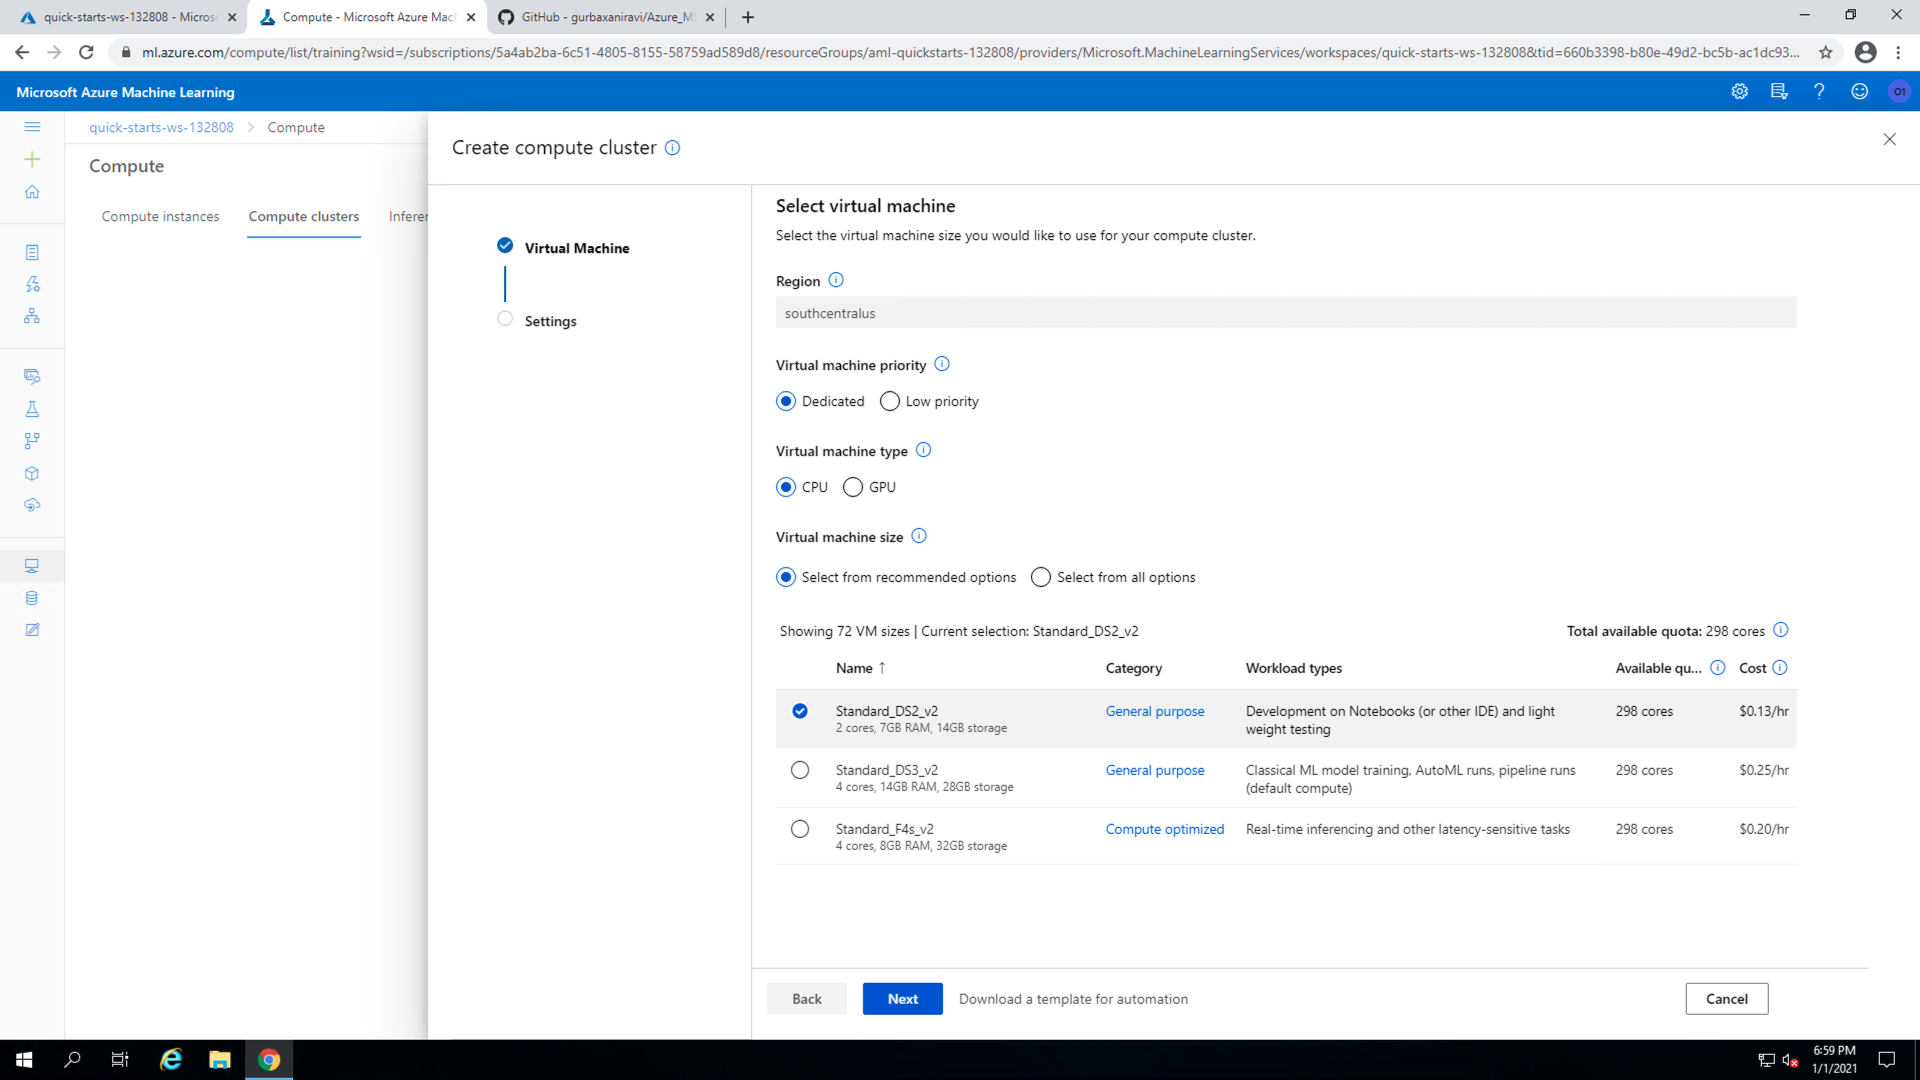 quick-starts-ws-132808 - Micros
Compute - Microsoft Azure Mach
GitHub - gurbaxaniravi/Azure_ML
ml.azure.com/compute/list/training?wsid=/subscriptions/5a4ab2ba-6c51-4805-8155-58759ad589d8/resourceGroups/aml-quickstarts-132808/providers/Microsoft.MachineLearningServices/workspaces/quick-starts-ws-132808&tid=660b3398-b80e-49d2-bc5b-ac1dc93...
Microsoft Azure Machine Learning
O1
quick-starts-ws-132808 > Compute
Compute
Compute instances
Compute clusters
Inferen
Create compute cluster
Virtual Machine
Settings
Select virtual machine
Select the virtual machine size you would like to use for your compute cluster.
Region
southcentralus
Virtual machine priority
Dedicated
Low priority
Virtual machine type
CPU
GPU
Virtual machine size
Select from recommended options
Select from all options
Showing 72 VM sizes | Current selection: Standard_DS2_v2
Total available quota: 298 cores
Name ↑ Category Workload types Available qu... Cost
Standard_DS2_v2 General purpose Development on Notebooks (or other IDE) and light 298 cores $0.13/hr
2 cores, 7GB RAM, 14GB storage weight testing
Standard_DS3_v2 General purpose Classical ML model training, AutoML runs, pipeline runs 298 cores $0.25/hr
4 cores, 14GB RAM, 28GB storage (default compute)
Standard_F4s_v2 Compute optimized Real-time inferencing and other latency-sensitive tasks 298 cores $0.20/hr
4 cores, 8GB RAM, 32GB storage
Back
Next
Download a template for automation
Cancel
6:59 PM
1/1/2021